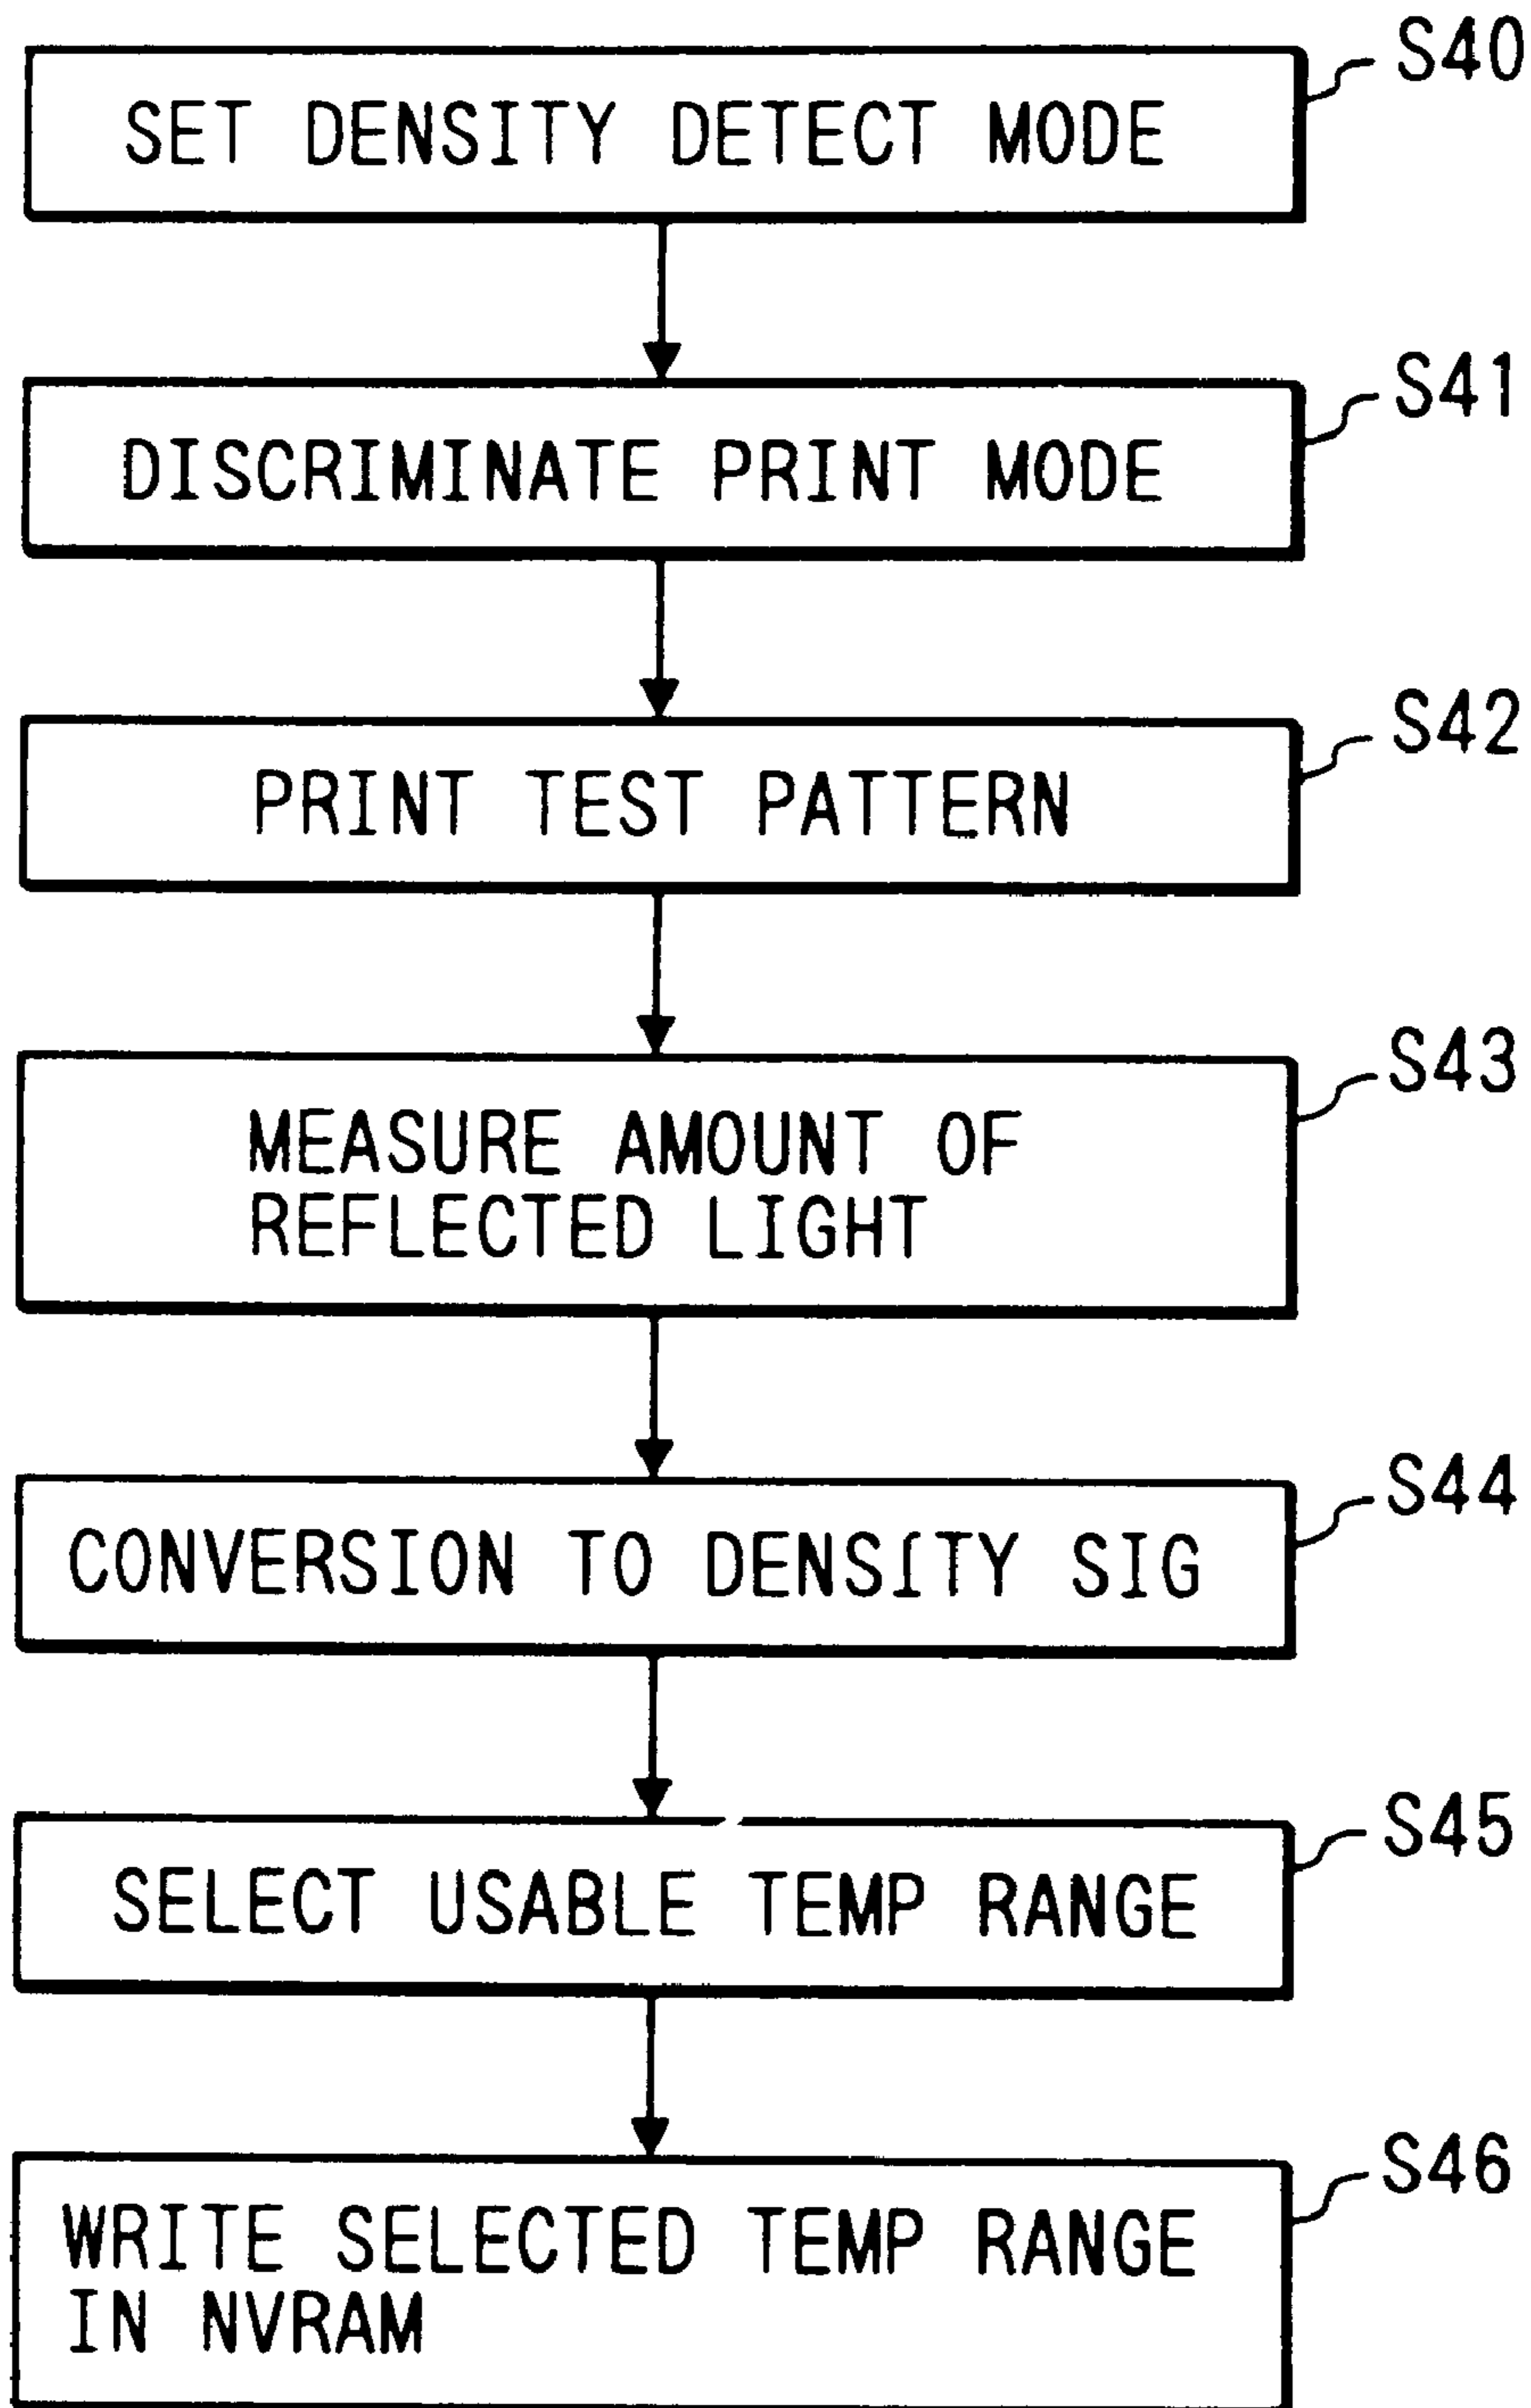 S40
SET DENSITY DETECT MODE
S41
DISCRIMINATE PRINT MODE
S42
PRINT TEST PATTERN
S43
MEASURE AMOUNT OF
REFLECTED LIGHT
S44
CONVERSION TO DENSITY SIG
S45
SELECT USABLE TEMP RANGE
S46
WRITE SELECTED TEMP RANGE
IN NVRAM